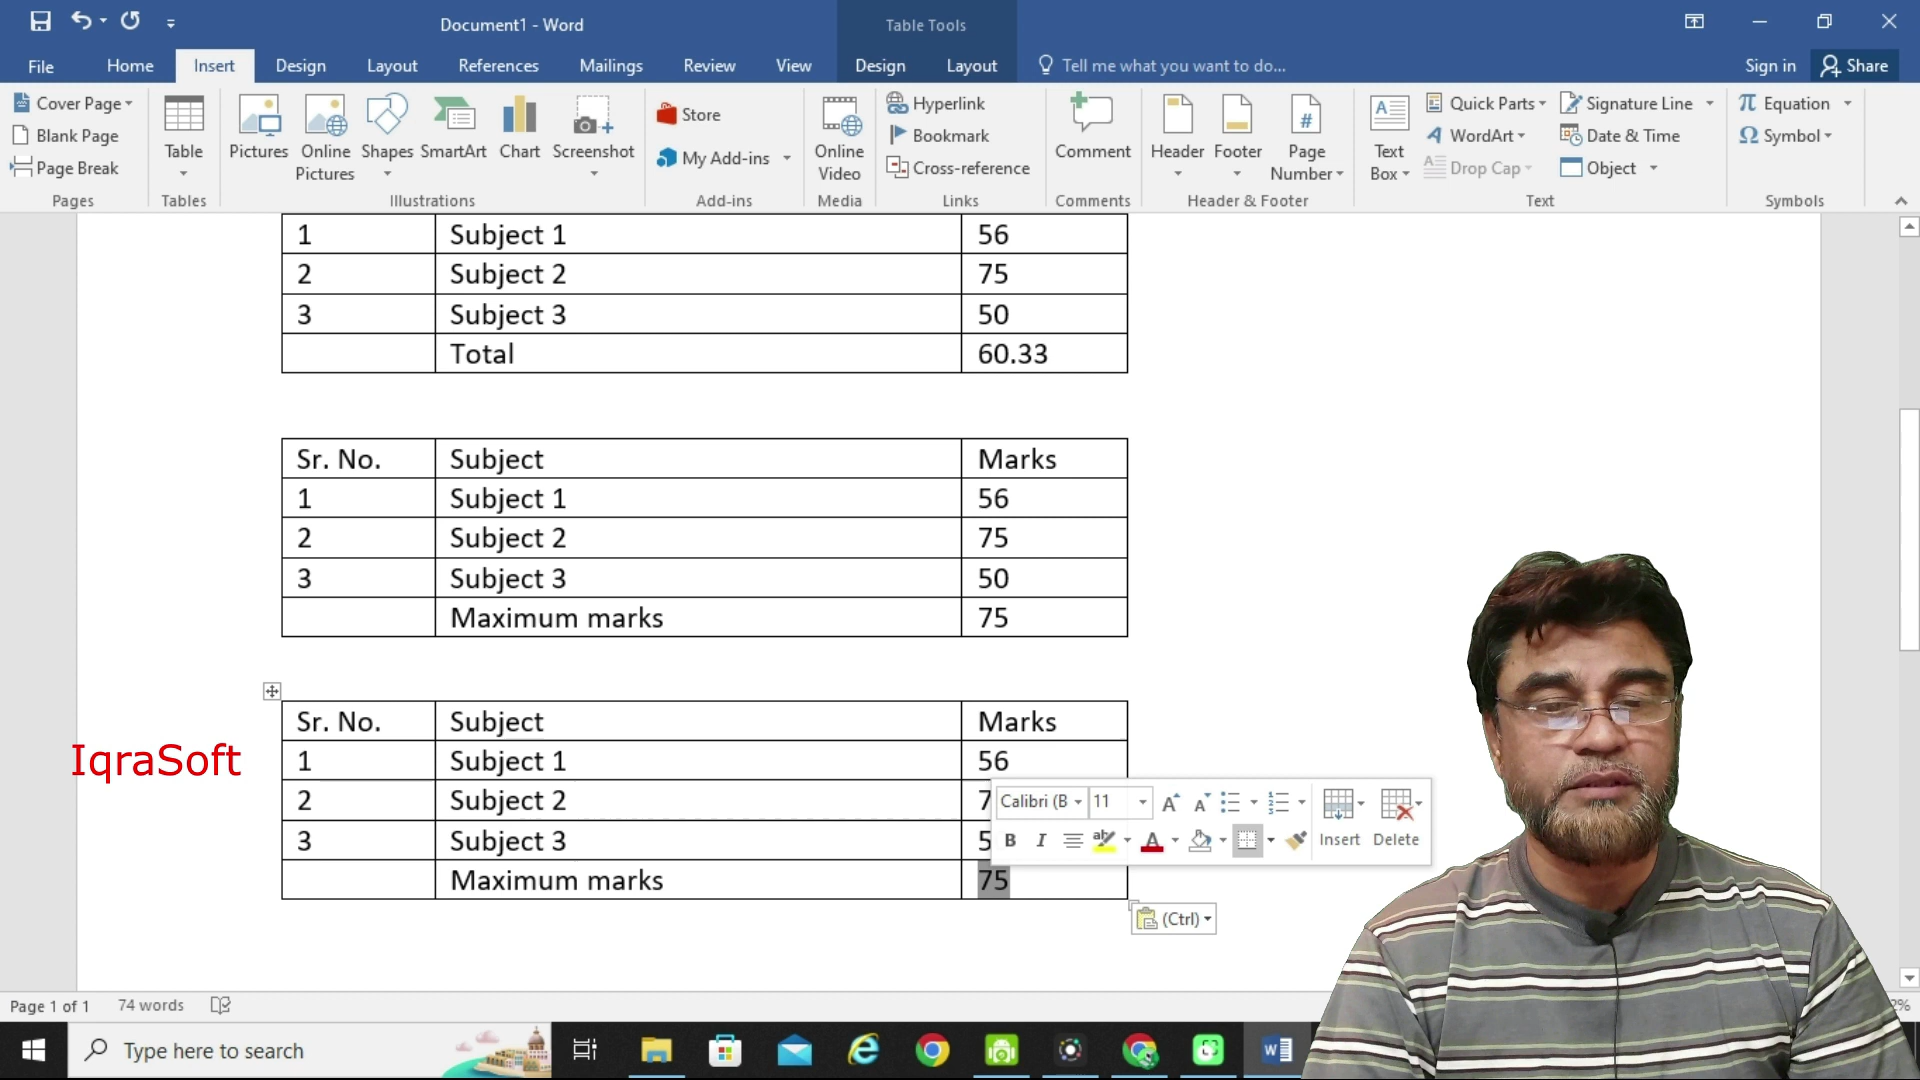 Document1 - Word
Table Tools
File Home Insert Design Layout References Mailings Review View Design Layout Tell me what you want to do... Sign in Share
Cover Page
Blank Page
Page Break
Pages
Table
Tables
Pictures
Online Pictures
Shapes
SmartArt
Chart
Screenshot
Illustrations
Store
My Add-ins
Add-ins
Online Video
Media
Hyperlink
Bookmark
Cross-reference
Links
Comment
Comments
Header
Footer
Page Number
Header & Footer
Text Box
Quick Parts
WordArt
Drop Cap
Signature Line
Date & Time
Object
Text
Equation
Symbol
Symbols
1 Subject 1 56
2 Subject 2 75
3 Subject 3 50
Total 60.33
Sr. No. Subject Marks
1 Subject 1 56
2 Subject 2 75
3 Subject 3 50
Maximum marks 75
Sr. No. Subject Marks
IqraSoft
1 Subject 1 56
2 Subject 2 7
3 Subject 3 5
Maximum marks 75
Calibri (B 11
B I A Insert Delete
(Ctrl)
Page 1 of 1 74 words 2%
Type here to search